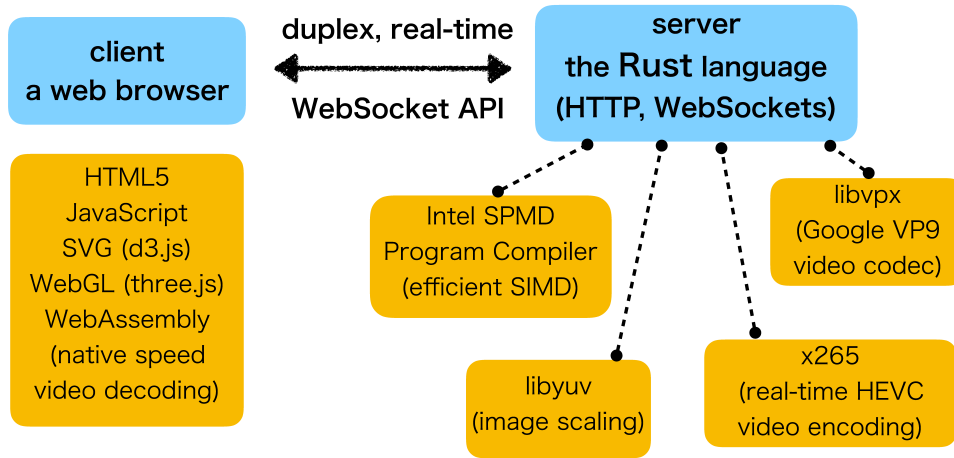 client
a web browser
duplex, real-time
WebSocket API
server
the Rust language
(HTTP, WebSockets)
HTML5
JavaScript
SVG (d3.js)
WebGL (three.js)
WebAssembly
(native speed
video decoding)
Intel SPMD
Program Compiler
(efficient SIMD)
libvpx
(Google VP9
video codec)
libyuv
(image scaling)
x265
(real-time HEVC
video encoding)